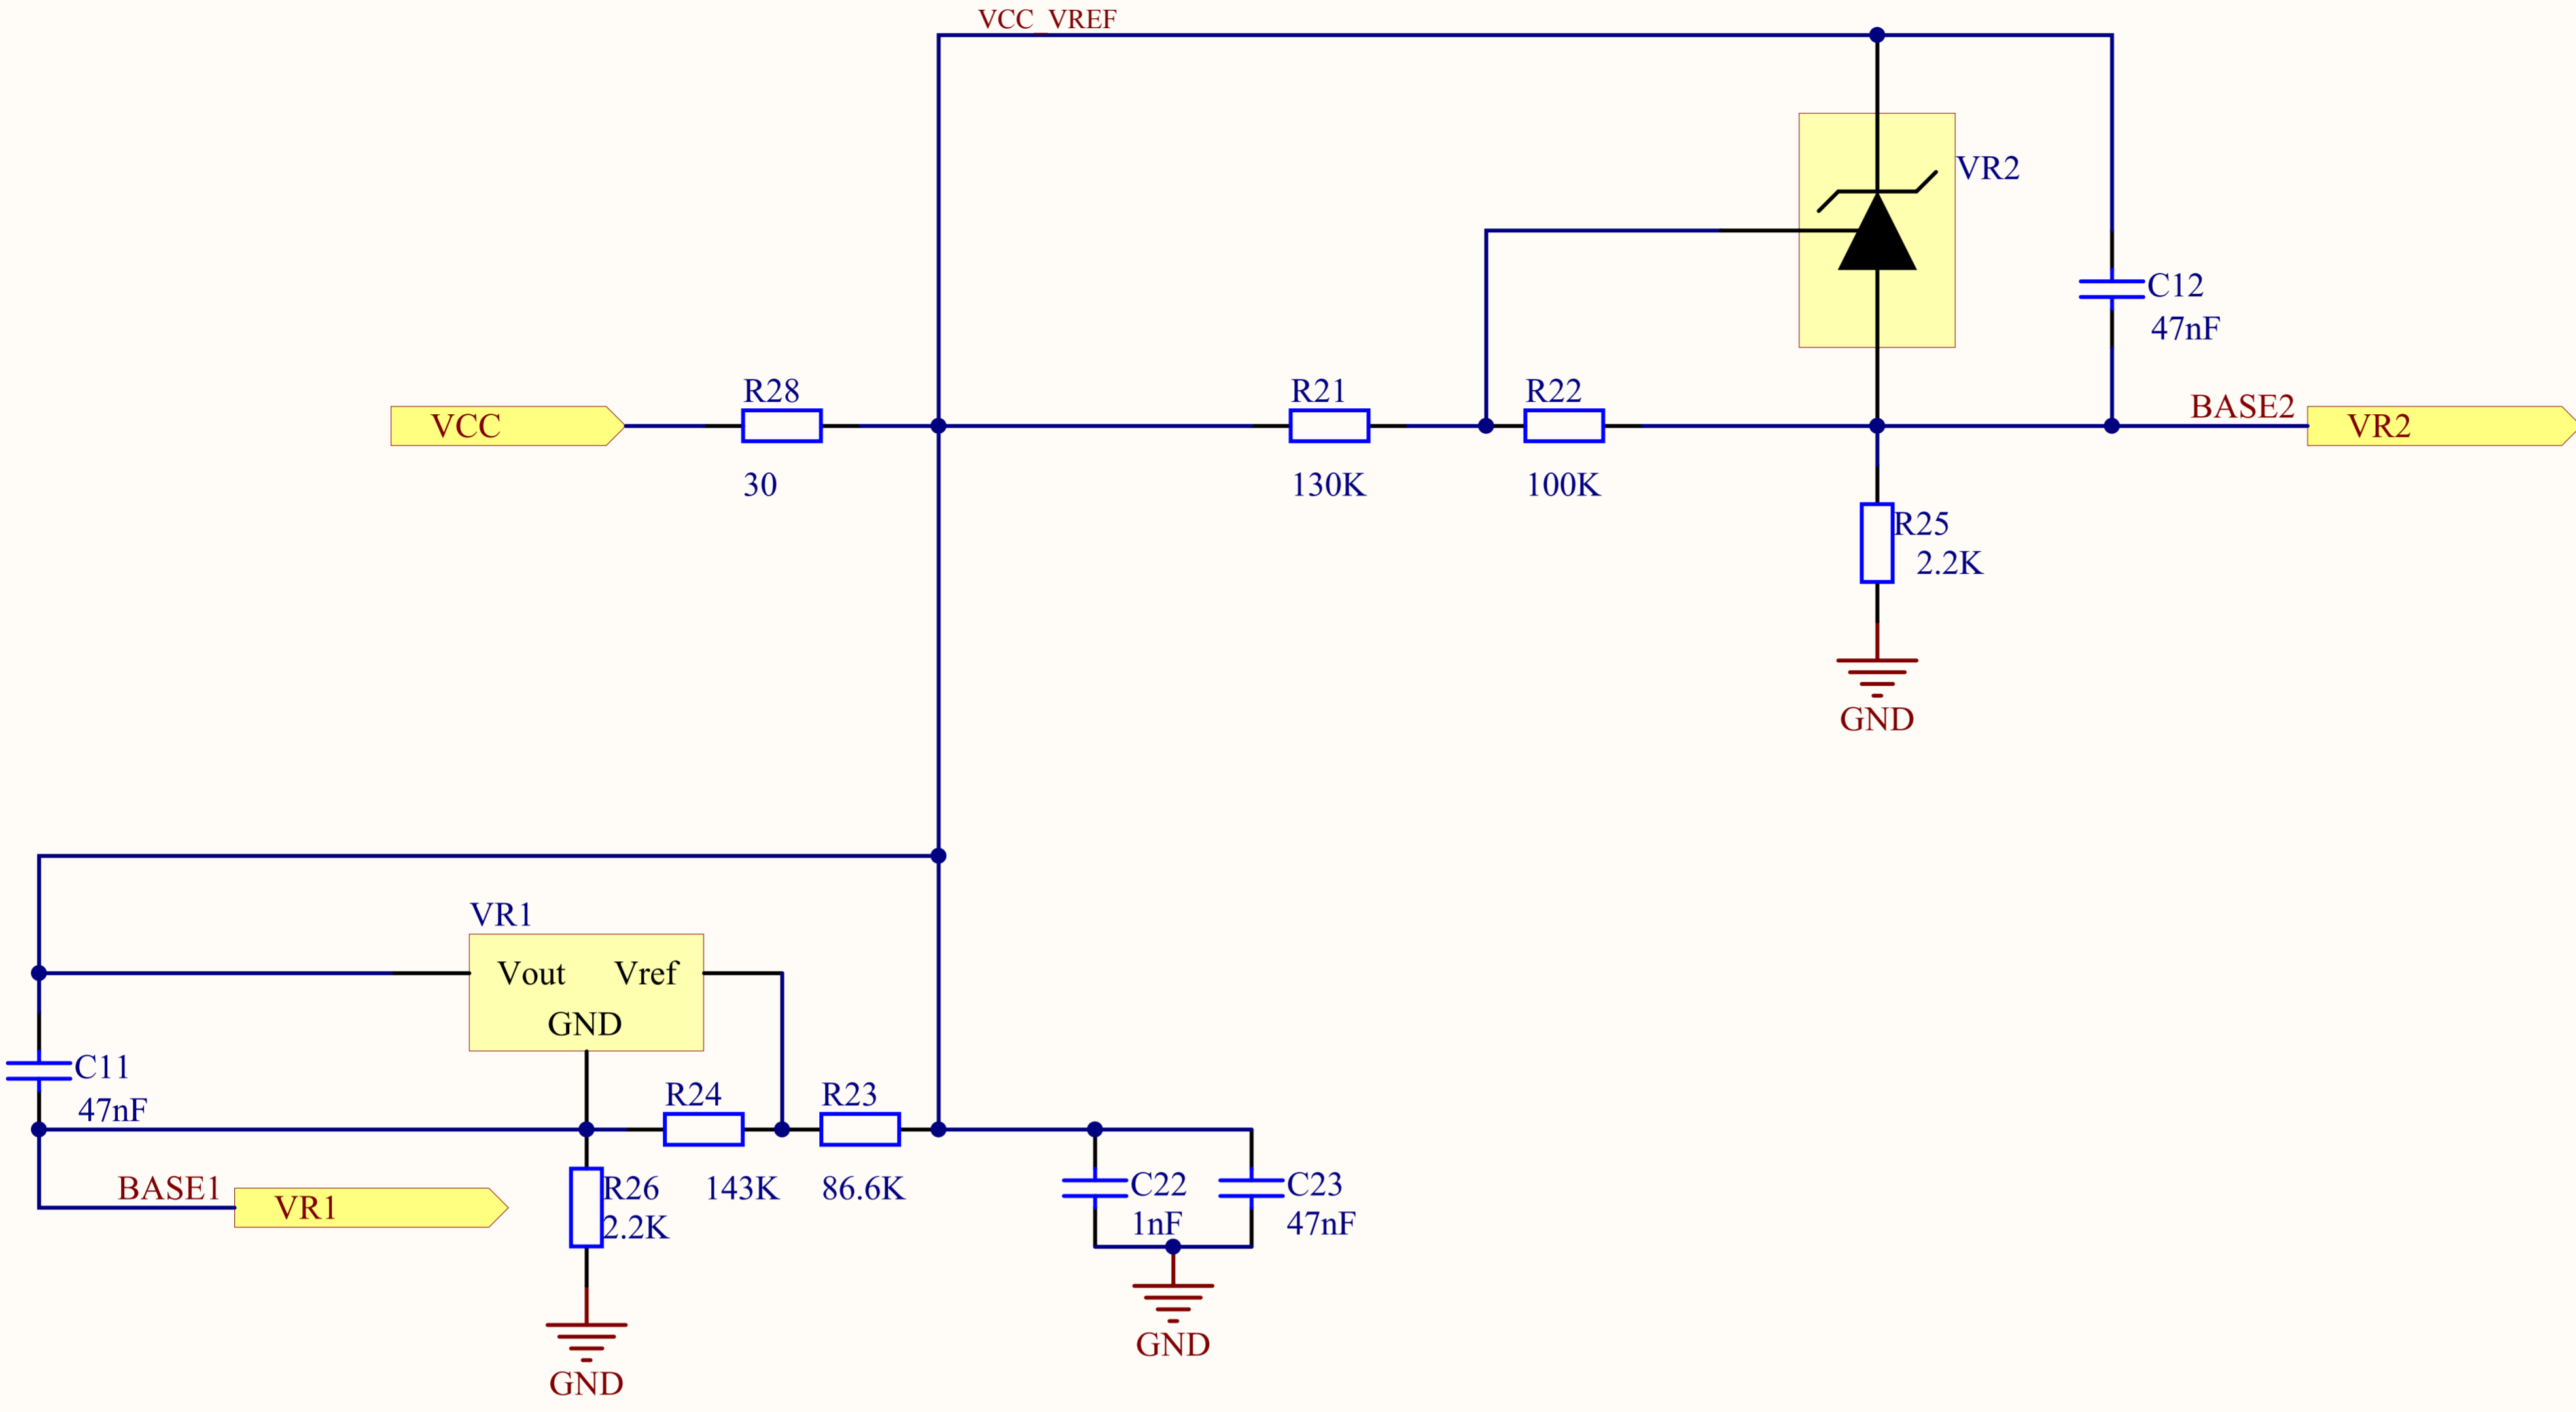 VCC_VREF
VR2
C12
47nF
R28
R21
R22
VCC
BASE2
VR2
30
130K
100K
R25
2.2K
GND
VR1
Vout Vref
GND
C11
47nF
R24
R23
BASE1
VR1
R26
2.2K
143K
86.6K
C22
1nF
C23
47nF
GND
GND